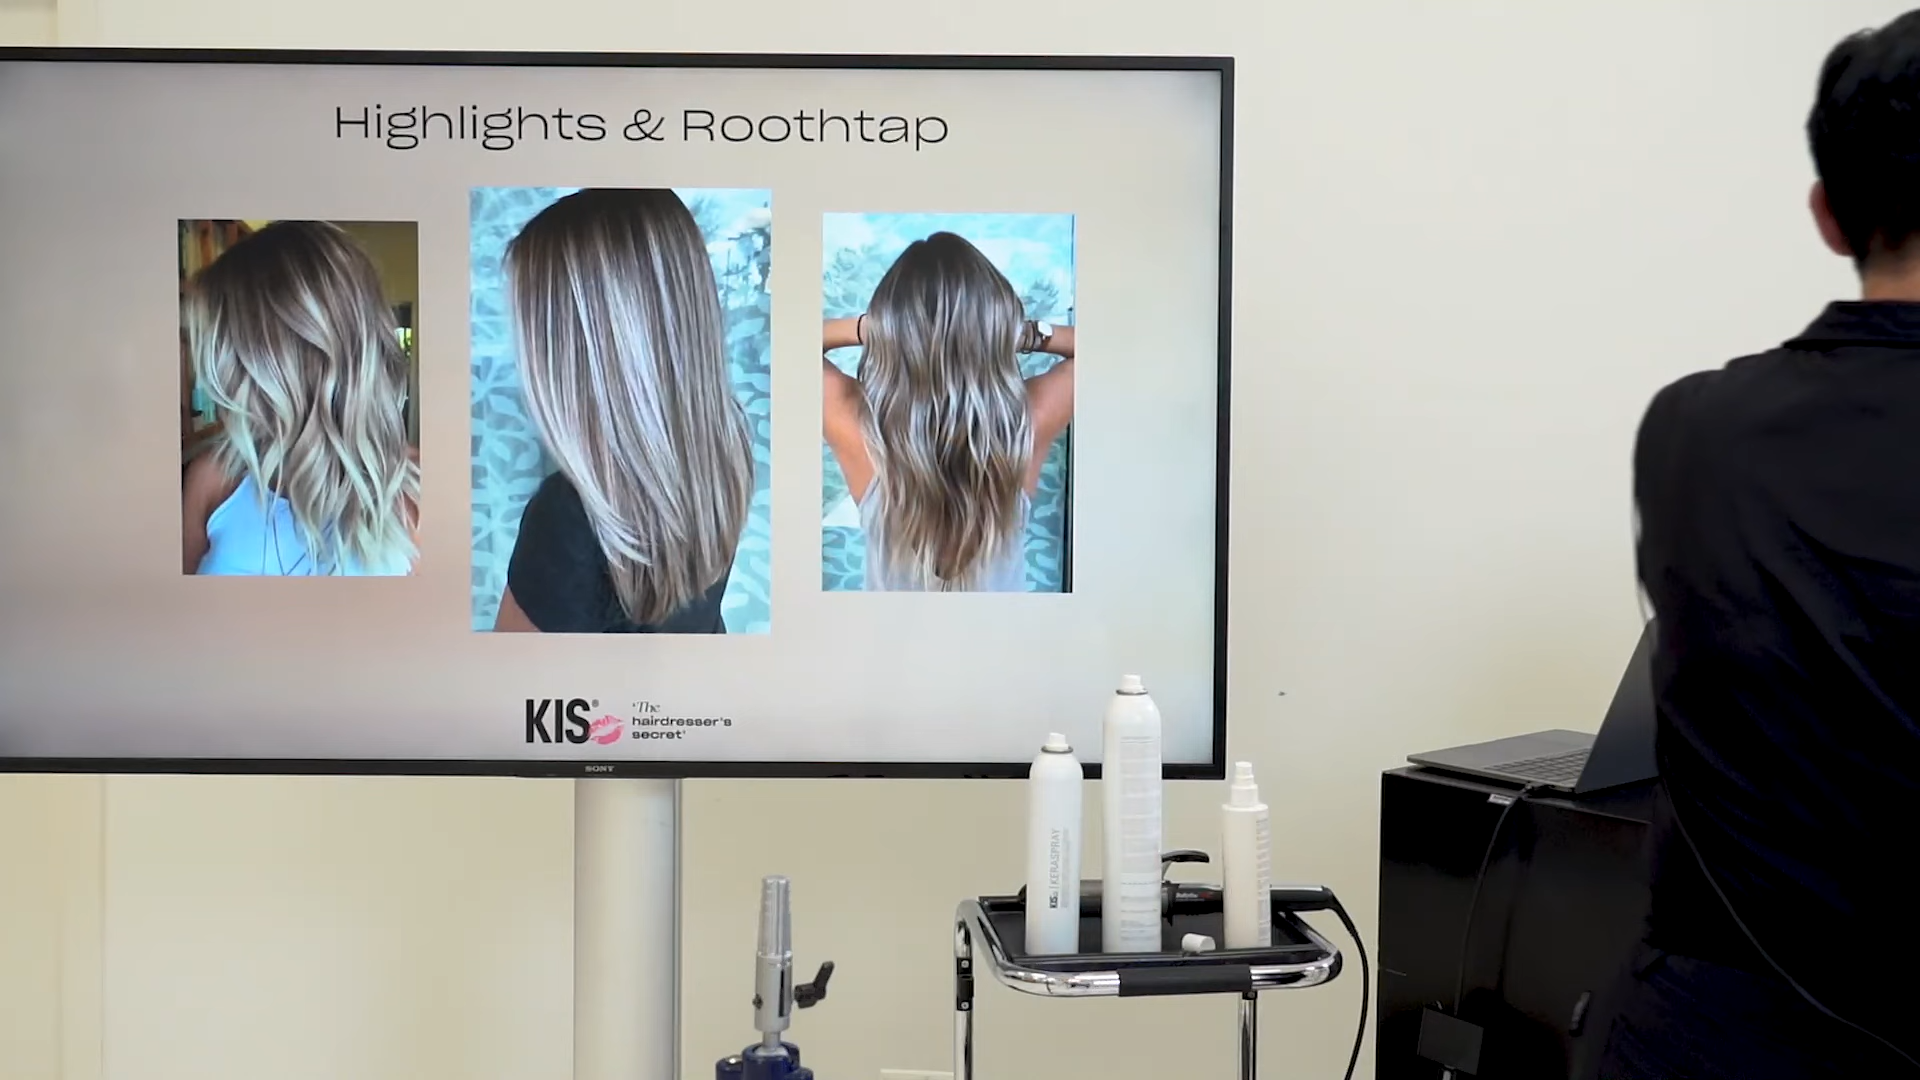 Highlights & Roothtap
KIS®
'The
hairdresser's
secret'
SONY
KIS | KERASPRAY